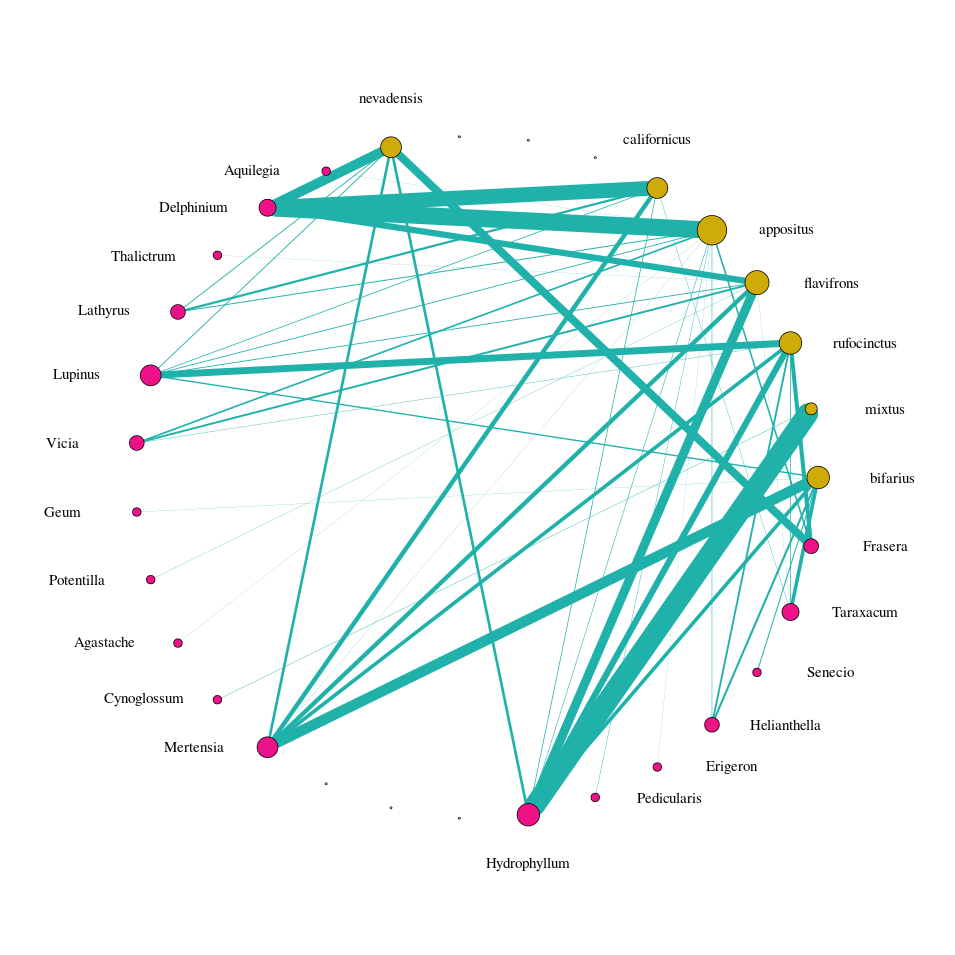 nevadensis
californicus
Aquilegia
Delphinium
appositus
Thalictrum
flavifrons
Lathyrus
rufocinctus
Lupinus
mixtus
Vicia
bifarius
Geum
Frasera
Potentilla
Taraxacum
Agastache
Senecio
Cynoglossum
Helianthella
Mertensia
Erigeron
Pedicularis
Hydrophyllum